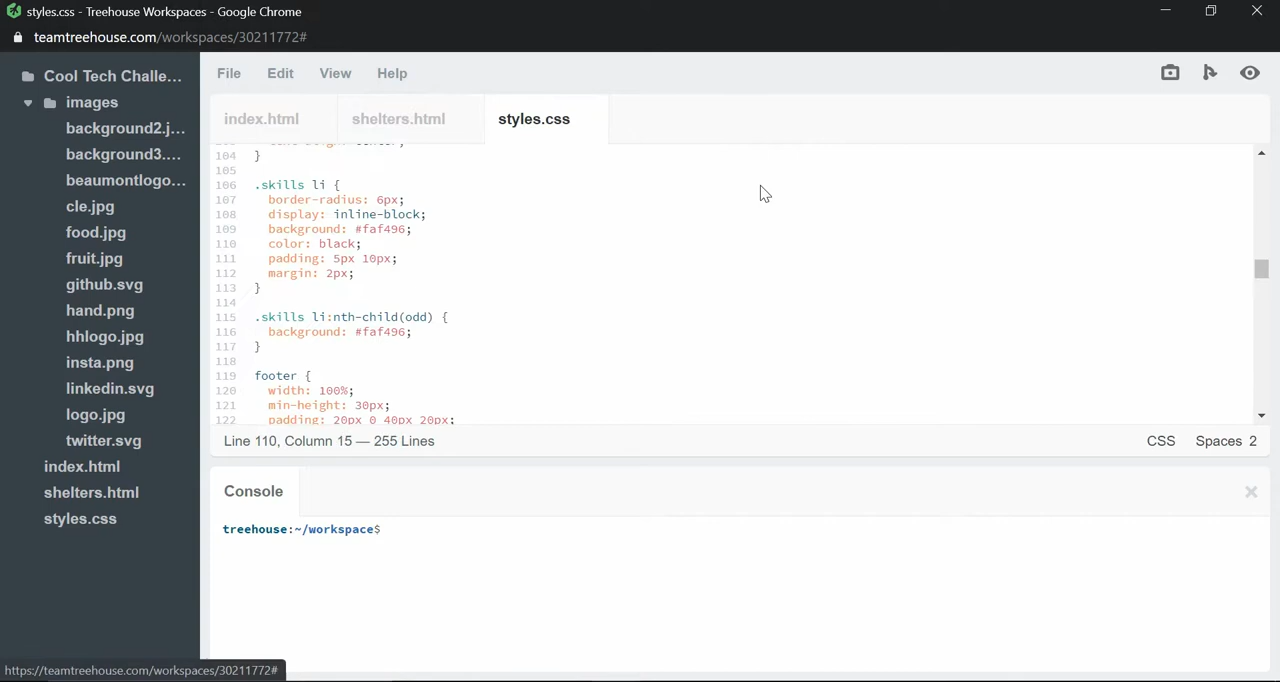 styles.css - Treehouse Workspaces - Google Chrome
teamtreehouse.com/workspaces/30211772#
Cool Tech Challe...
images
background2.j...
background3....
beaumontlogo...
cle.jpg
food.jpg
fruit.jpg
github.svg
hand.png
hhlogo.jpg
insta.png
linkedin.svg
logo.jpg
twitter.svg
index.html
shelters.html
styles.css
https://teamtreehouse.com/workspaces/30211772#
File Edit View Help
index.html shelters.html styles.css
104 }
105
106 .skills li {
107 border-radius: 6px;
108 display: inline-block;
109 background: #faf496;
110 color: black;
111 padding: 5px 10px;
112 margin: 2px;
113 }
114
115 .skills li:nth-child(odd) {
116 background: #faf496;
117 }
118
119 footer {
120 width: 100%;
121 min-height: 30px;
122 padding: 20px 0 40px 20px;
Line 110, Column 15 — 255 Lines CSS Spaces 2
Console
treehouse:~/workspace$